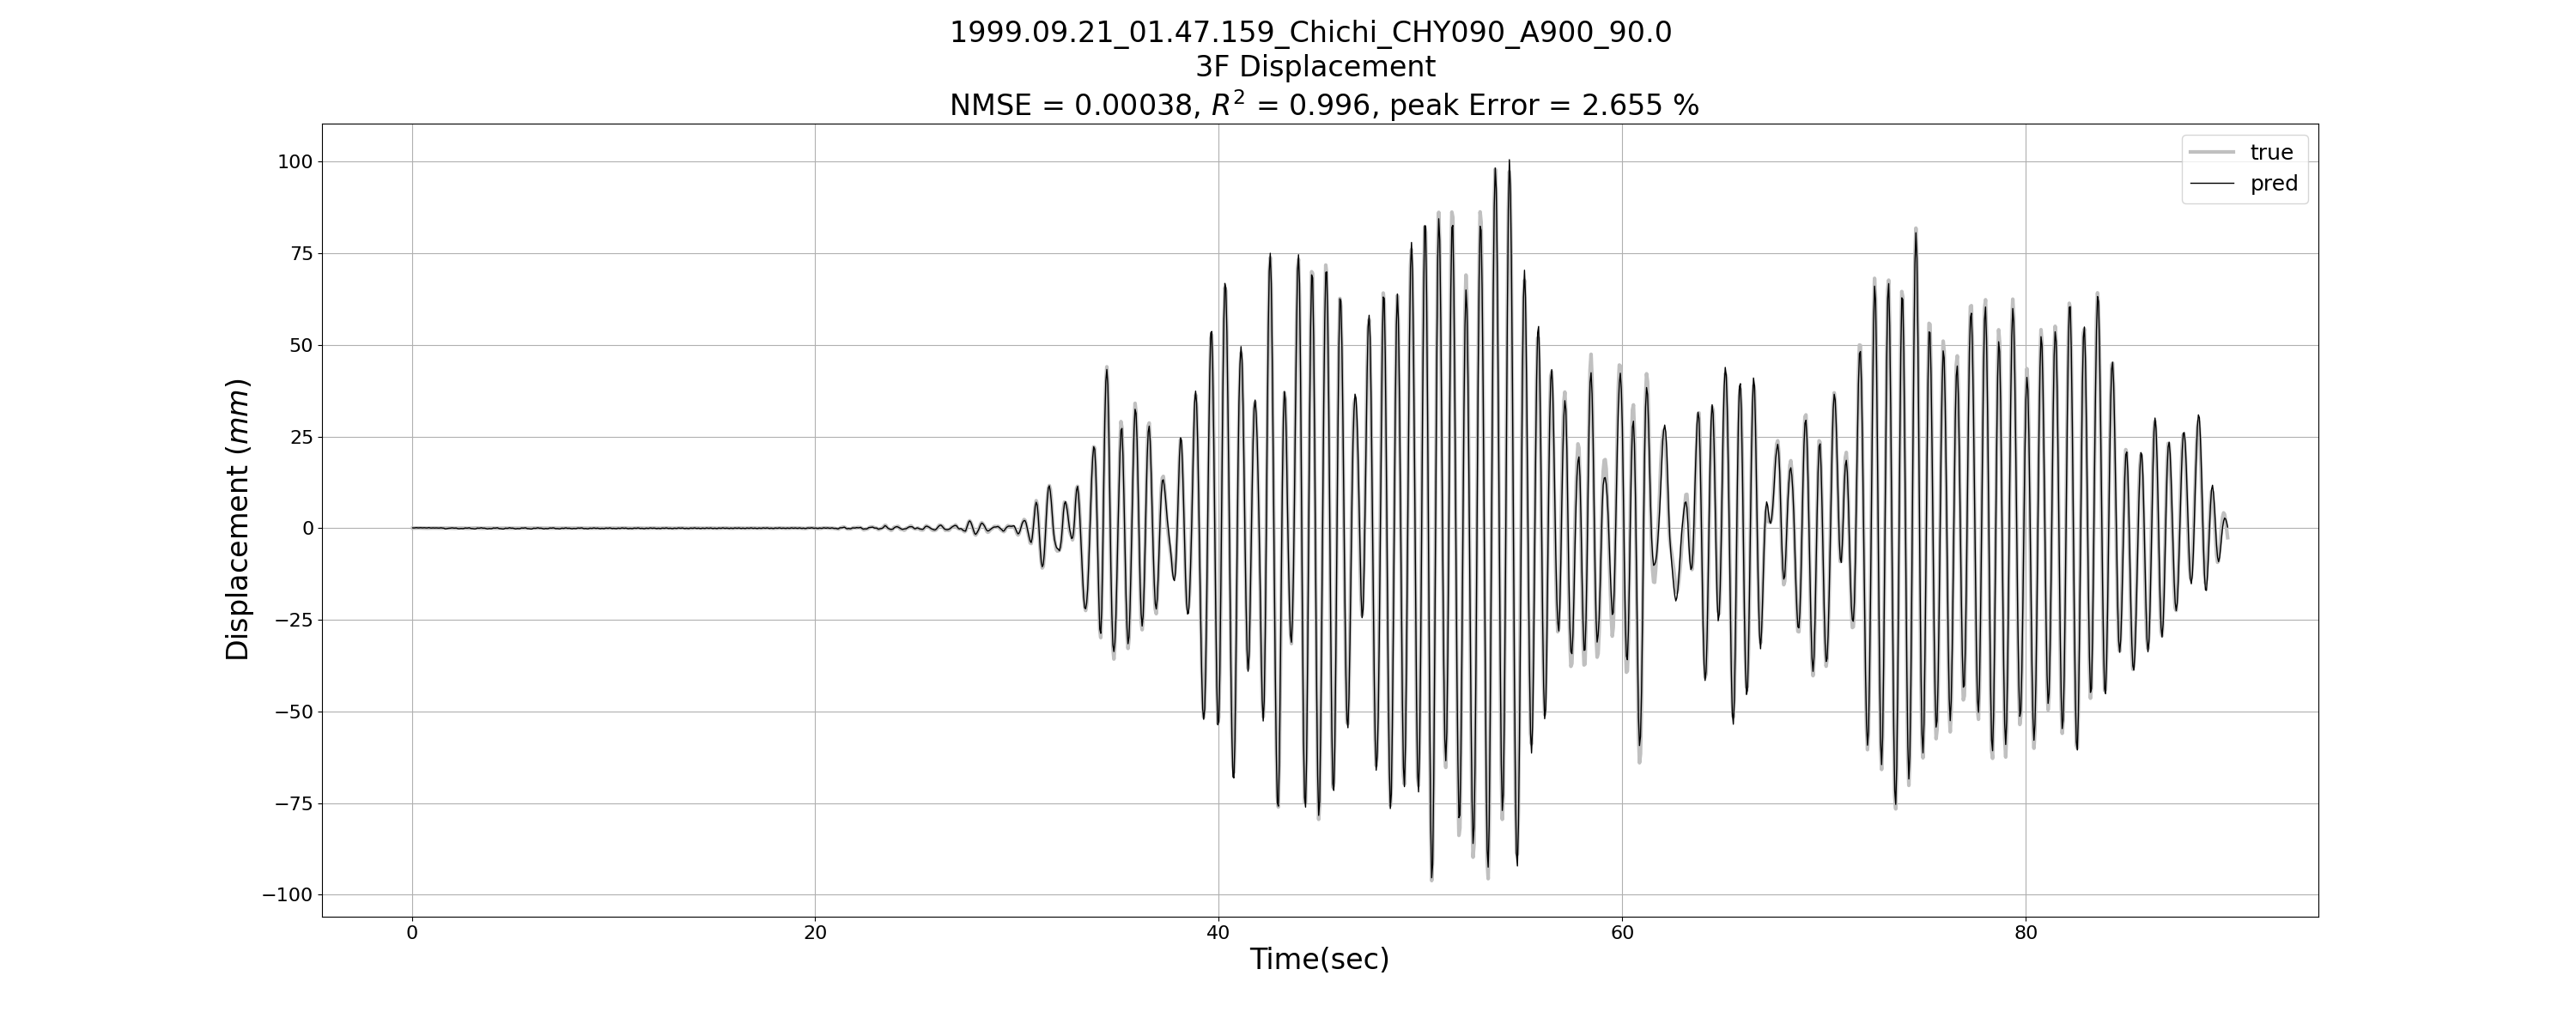 1999.09.21_01.47.159_Chichi_CHY090_A900_90.0
3F Displacement
NMSE = 0.00038, R² = 0.996, peak Error = 2.655 %
true
pred
100
75
50
25
0
−25
−50
−75
−100
Displacement (mm)
0
20
40
60
80
Time(sec)